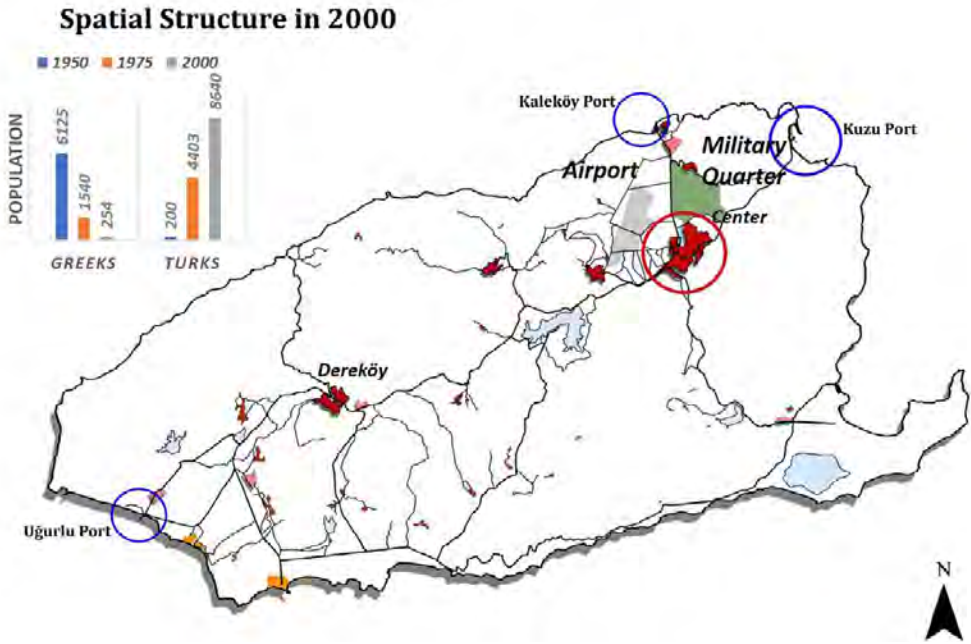 Spatial Structure in 2000
1950 1975 2000
POPULATION
6125
1540
254
200
4403
8640
GREEKS TURKS
Kaleköy Port
Kuzu Port
Airport
Military
Quarter
Center
Dereköy
Uğurlu Port
N